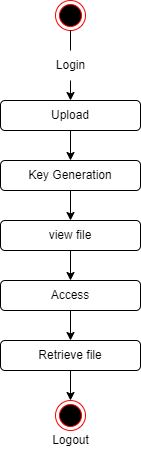 Login
Upload
Key Generation
view file
Access
Retrieve file
Logout